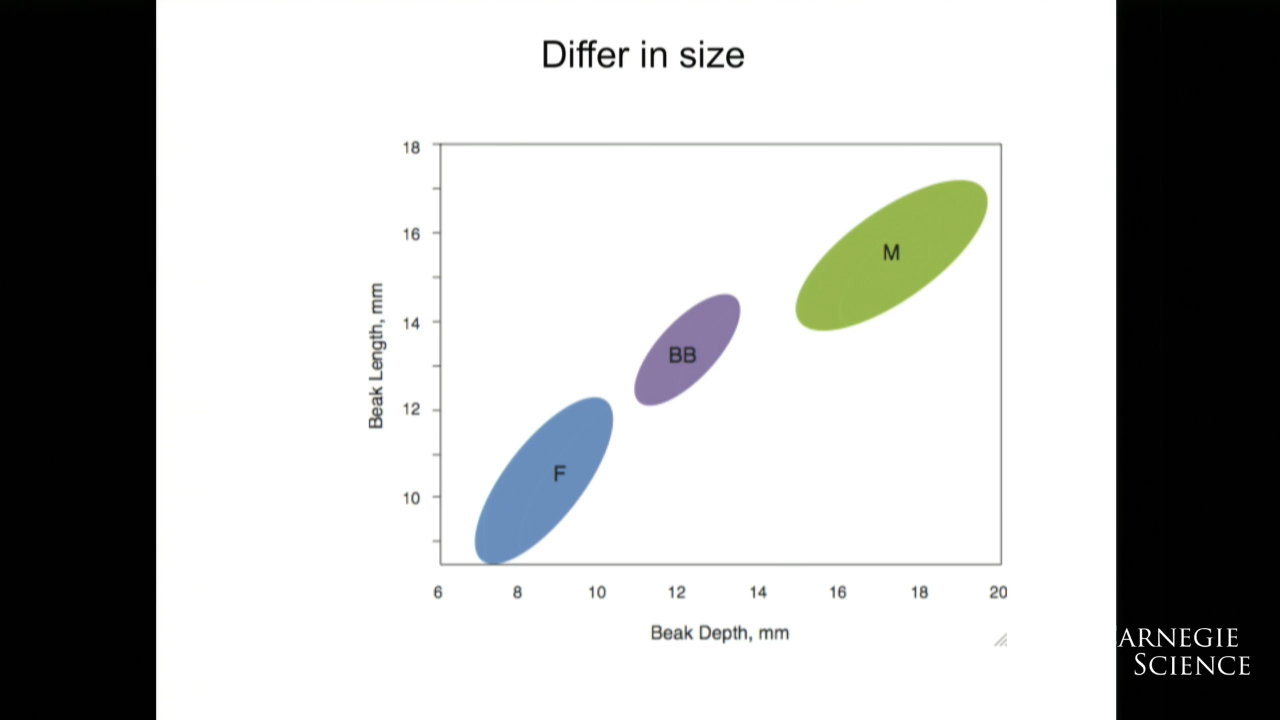 Differ in size
18
16
14
12
10
Beak Length, mm
M
BB
F
6 8 10 12 14 16 18 20
Beak Depth, mm
ARNEGIE
SCIENCE